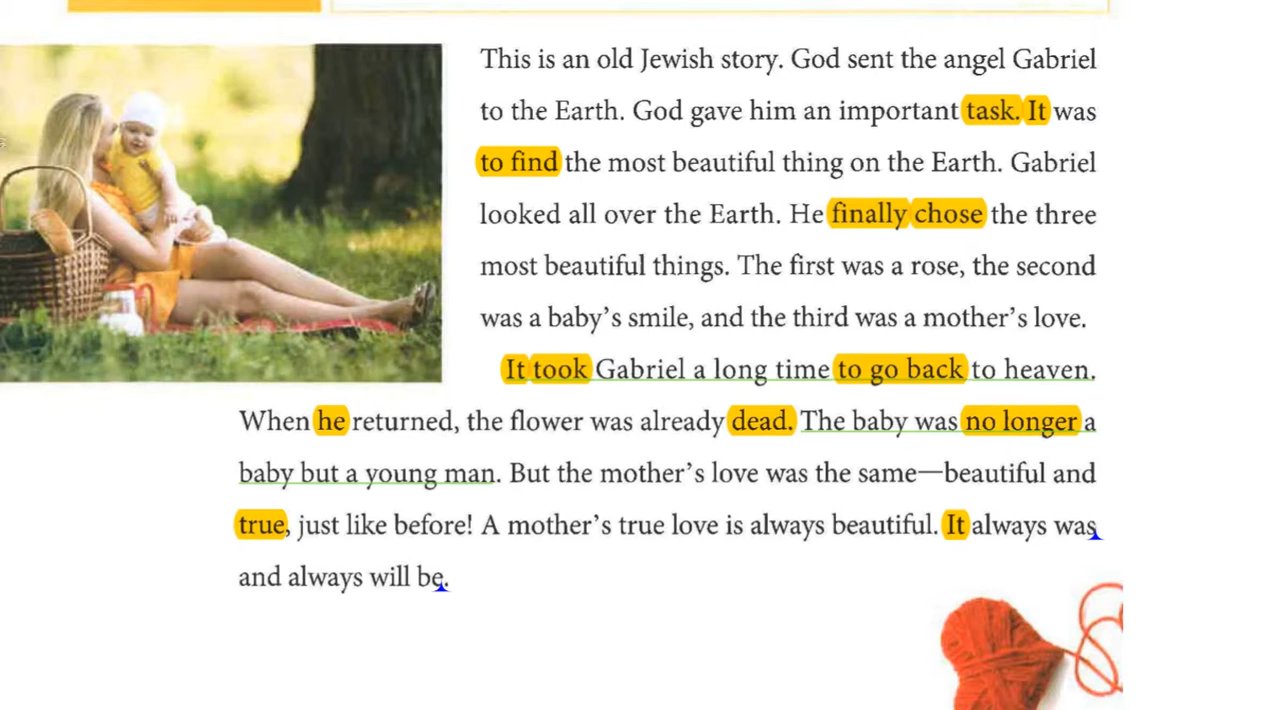 This is an old Jewish story. God sent the angel Gabriel
to the Earth. God gave him an important task. It was
to find the most beautiful thing on the Earth. Gabriel
looked all over the Earth. He finally chose the three
most beautiful things. The first was a rose, the second
was a baby's smile, and the third was a mother's love.
It took Gabriel a long time to go back to heaven.
When he returned, the flower was already dead. The baby was no longer a
baby but a young man. But the mother's love was the same—beautiful and
true, just like before! A mother's true love is always beautiful. It always was
and always will be.